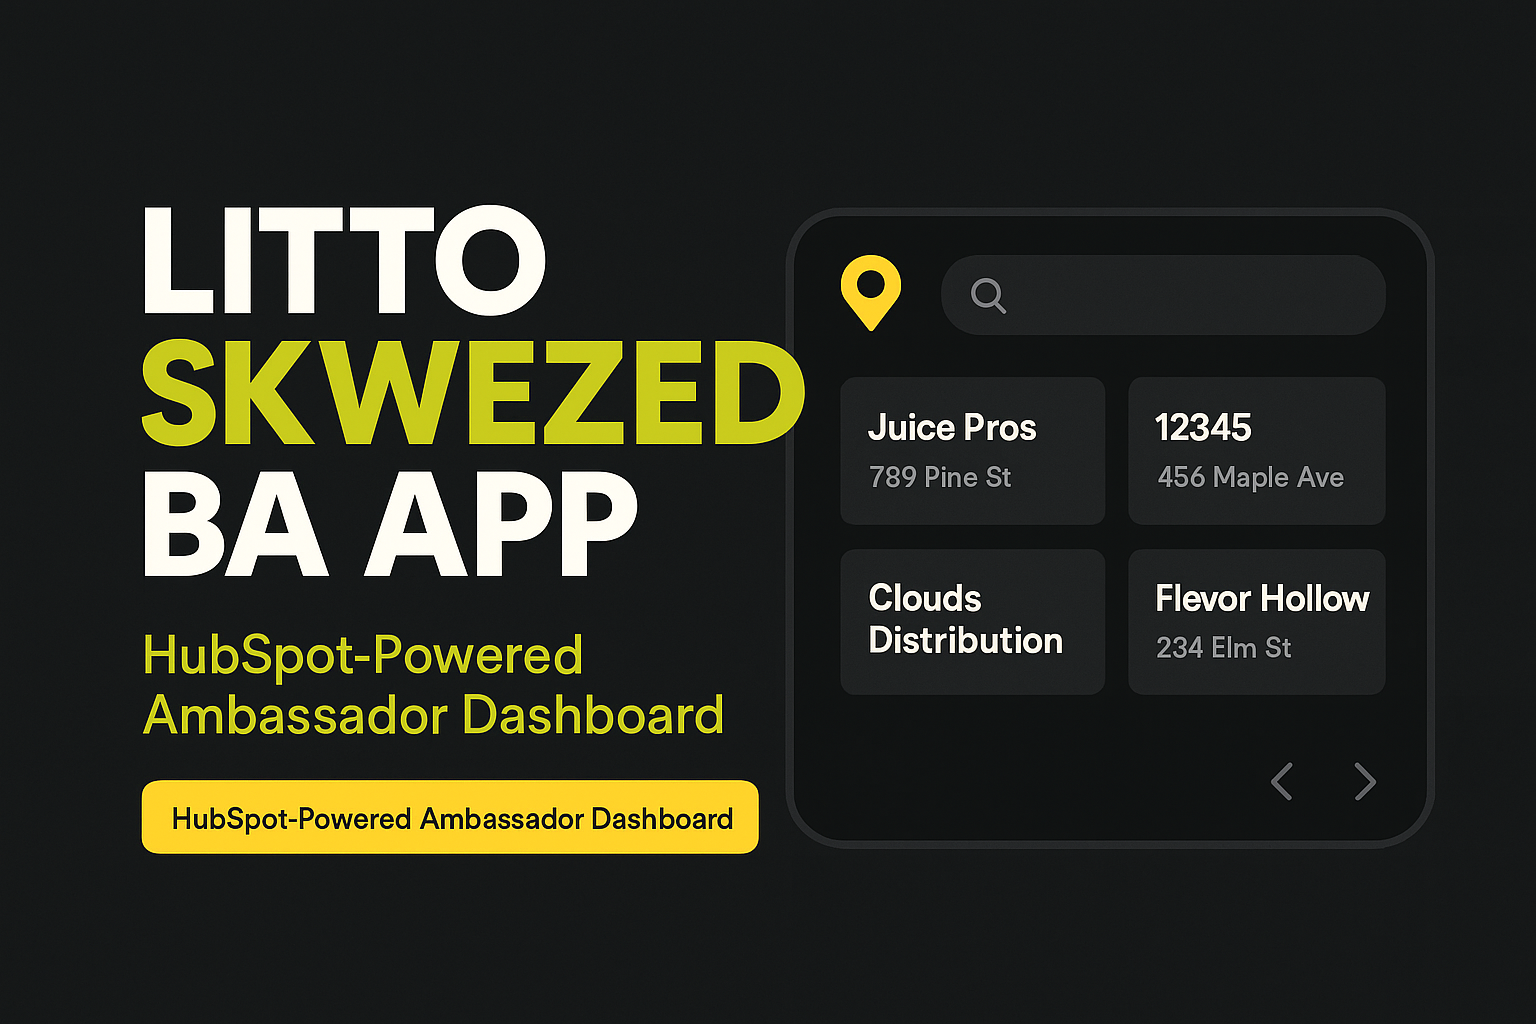 LITTO
SKWEZED
BA APP
HubSpot-Powered
Ambassador Dashboard
HubSpot-Powered Ambassador Dashboard
Juice Pros
789 Pine St
12345
456 Maple Ave
Clouds
Distribution
Flevor Hollow
234 Elm St